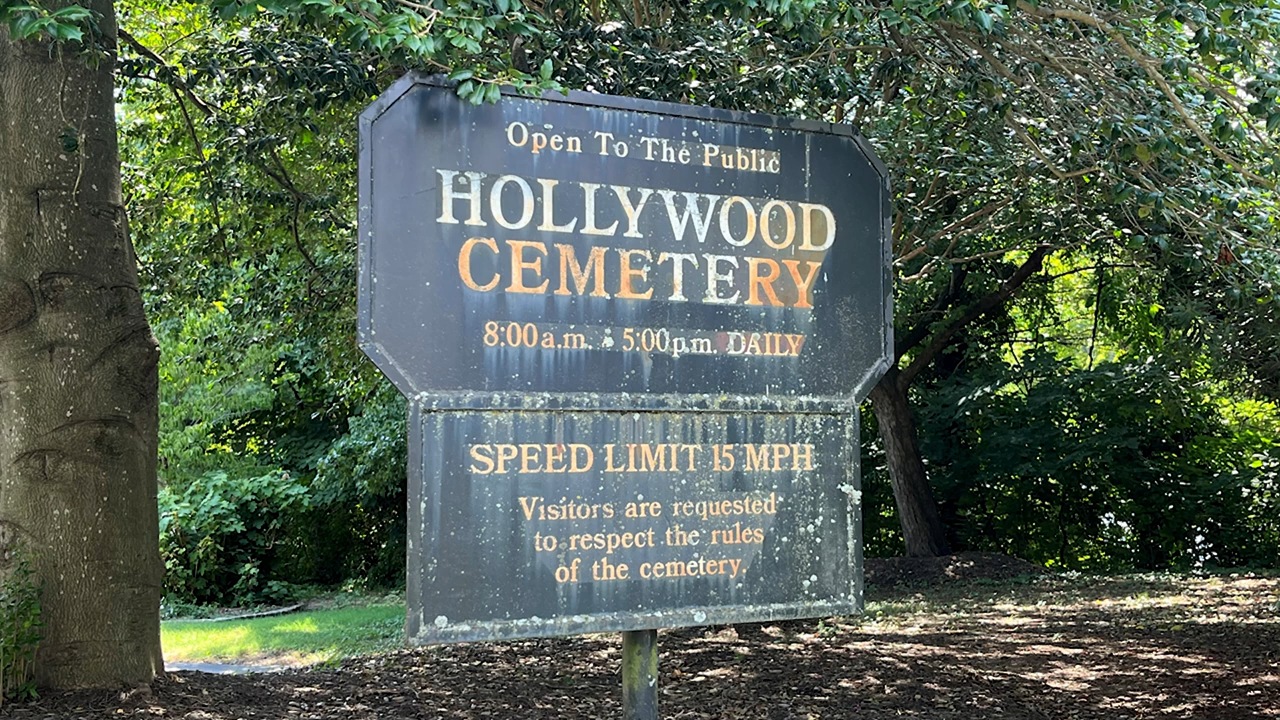 Open To The Public
HOLLYWOOD
CEMETERY
8:00 a.m. - 5:00 p.m. DAILY
SPEED LIMIT 15 MPH
Visitors are requested
to respect the rules
of the cemetery.